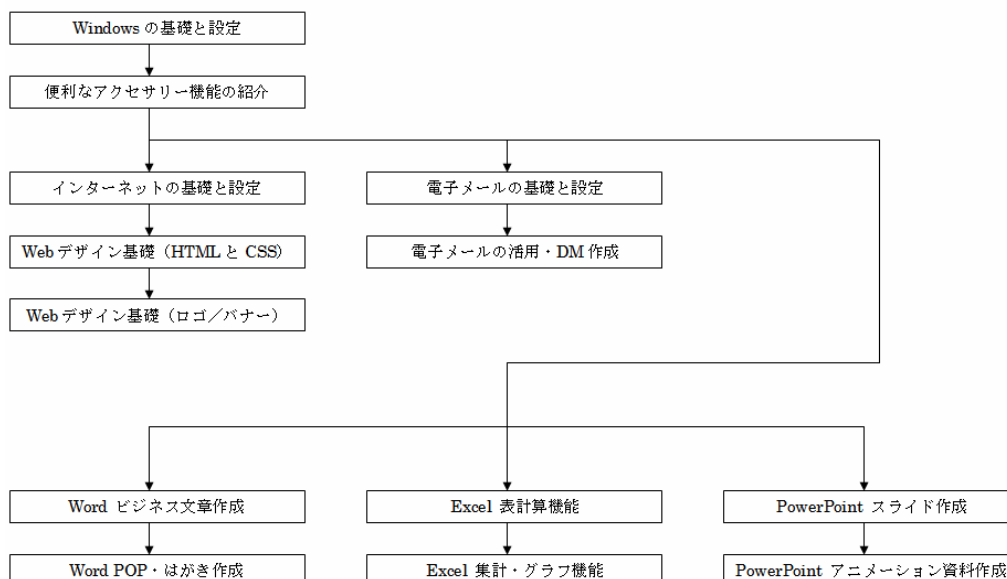 Windows の基礎と設定
便利なアクセサリー機能の紹介
インターネットの基礎と設定
電子メールの基礎と設定
Web デザイン基礎（HTML と CSS）
電子メールの活用・DM 作成
Web デザイン基礎（ロゴ／バナー）
Word ビジネス文章作成
Excel 表計算機能
PowerPoint スライド作成
Word POP・はがき作成
Excel 集計・グラフ機能
PowerPoint アニメーション資料作成